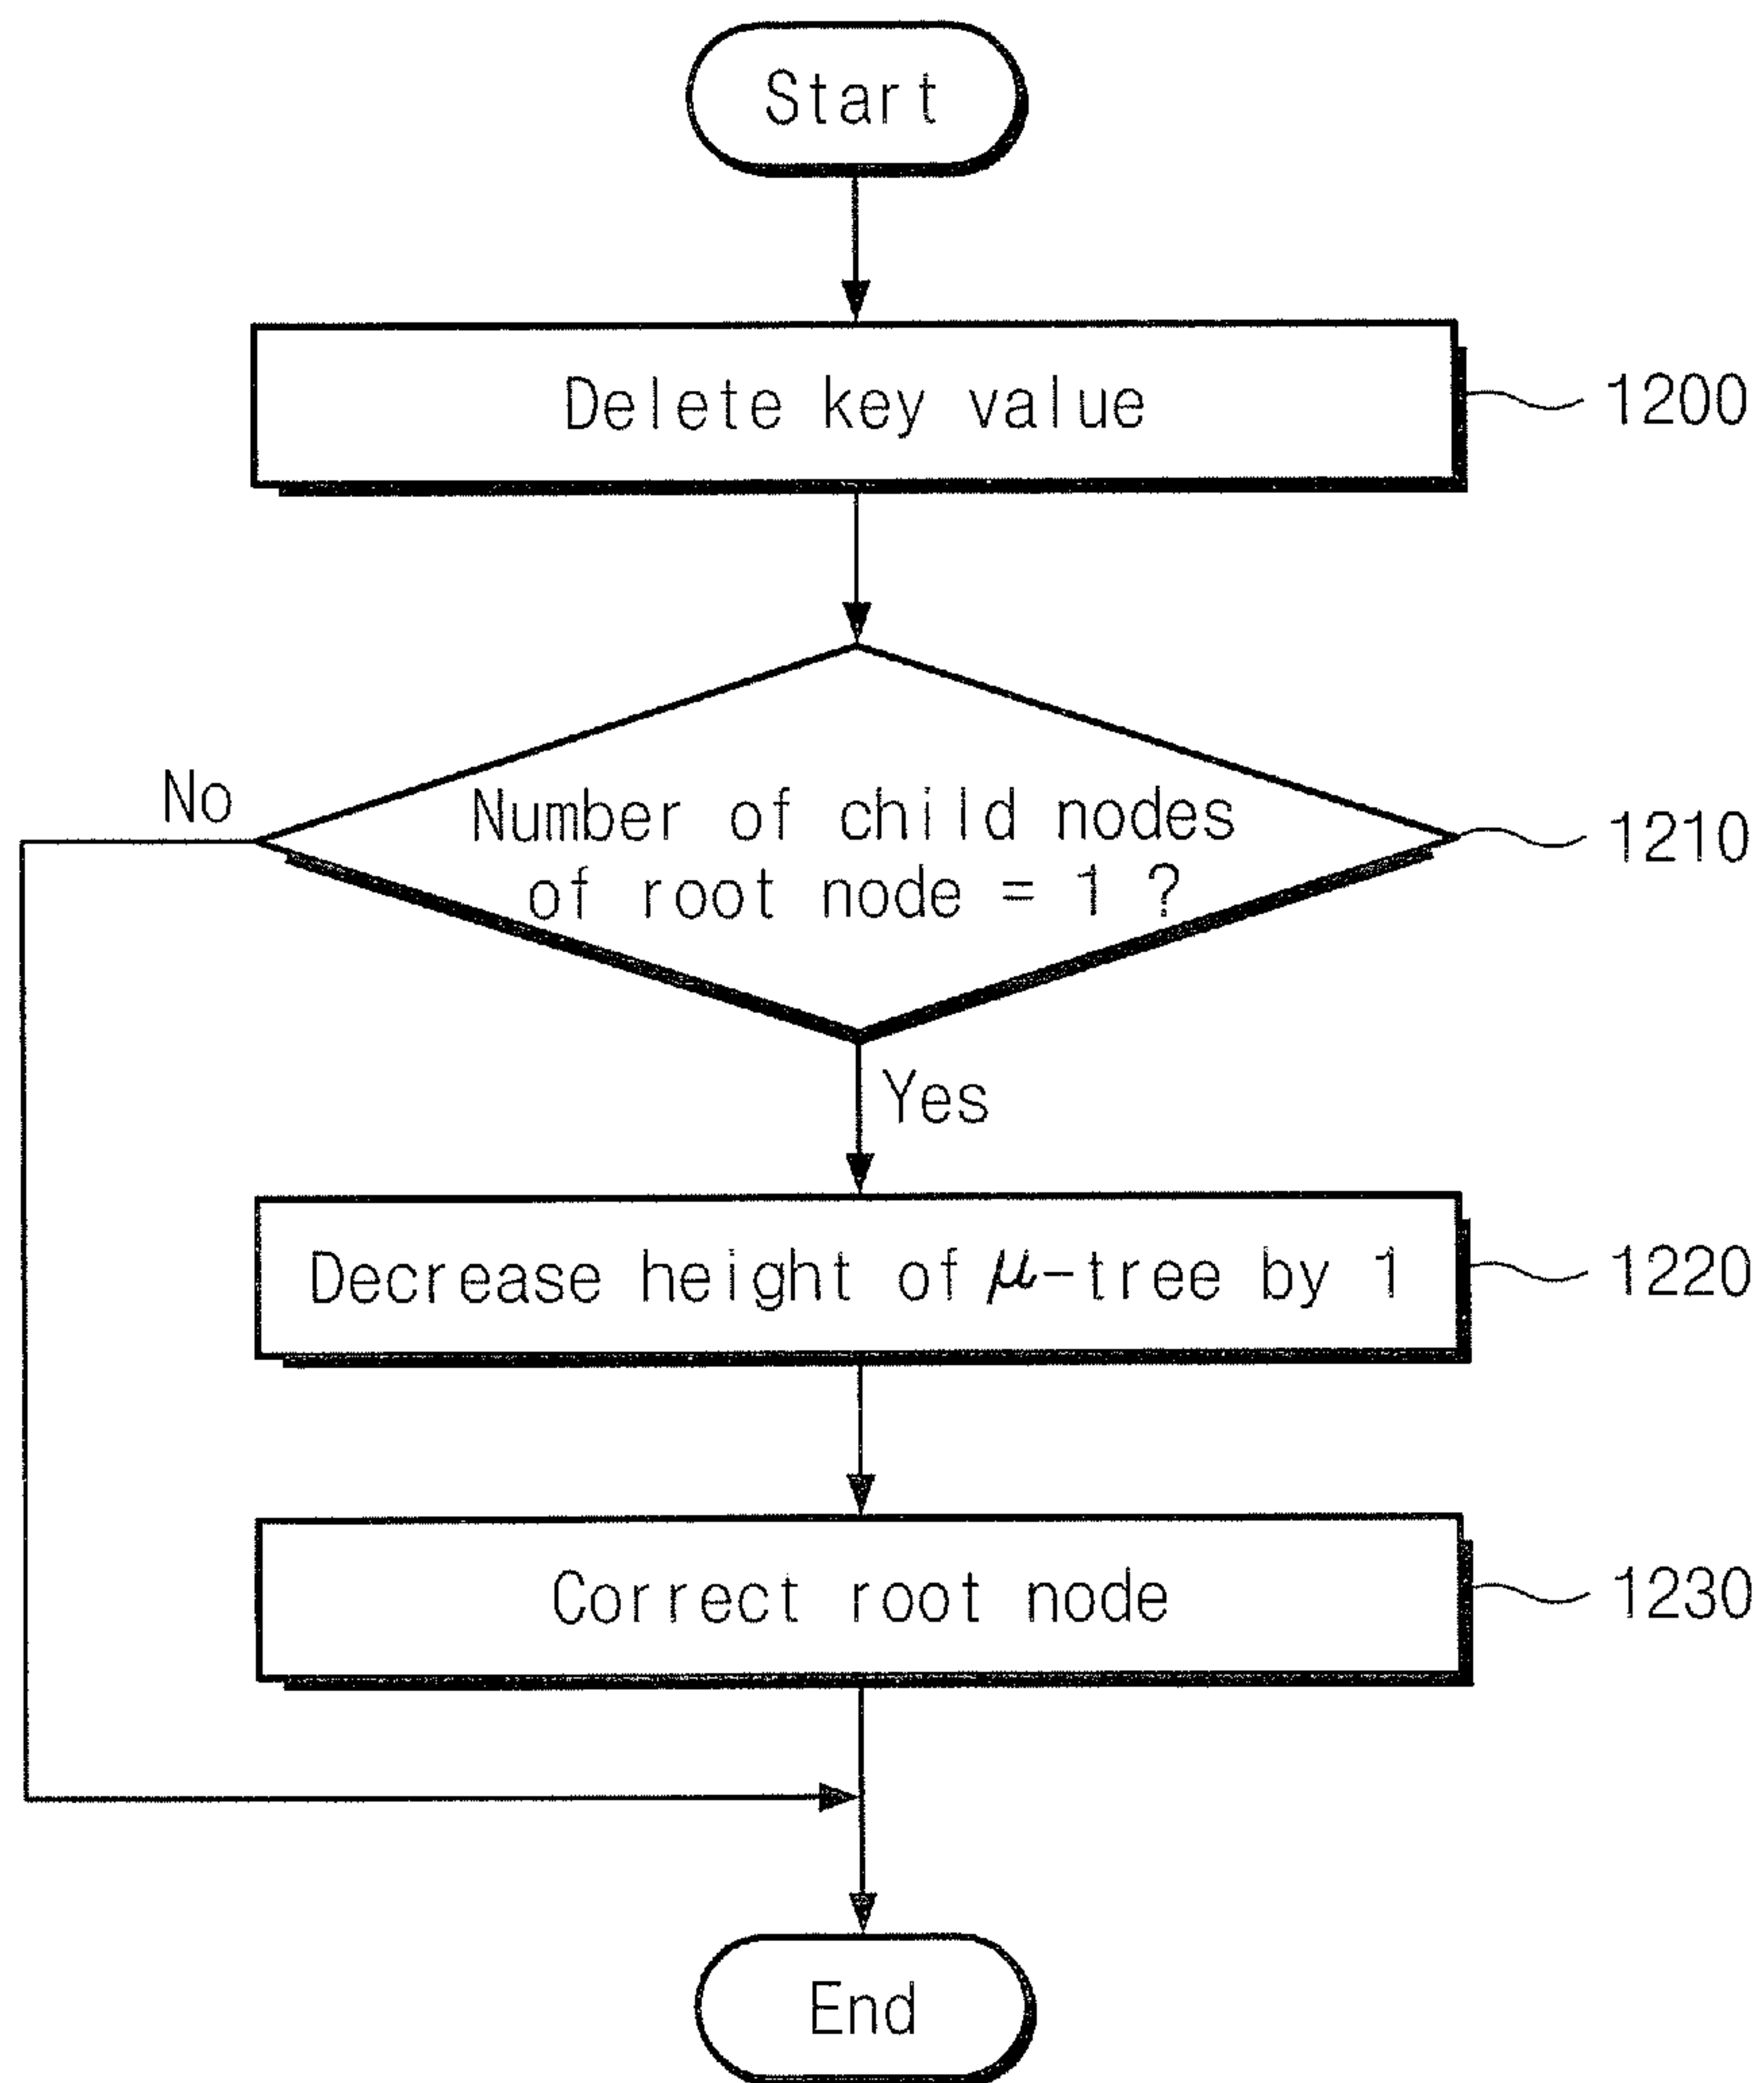 Start
Delete key value
1200
No
Number of child nodes
of root node = 1 ?
1210
Yes
Decrease height of μ-tree by 1
1220
Correct root node
1230
End